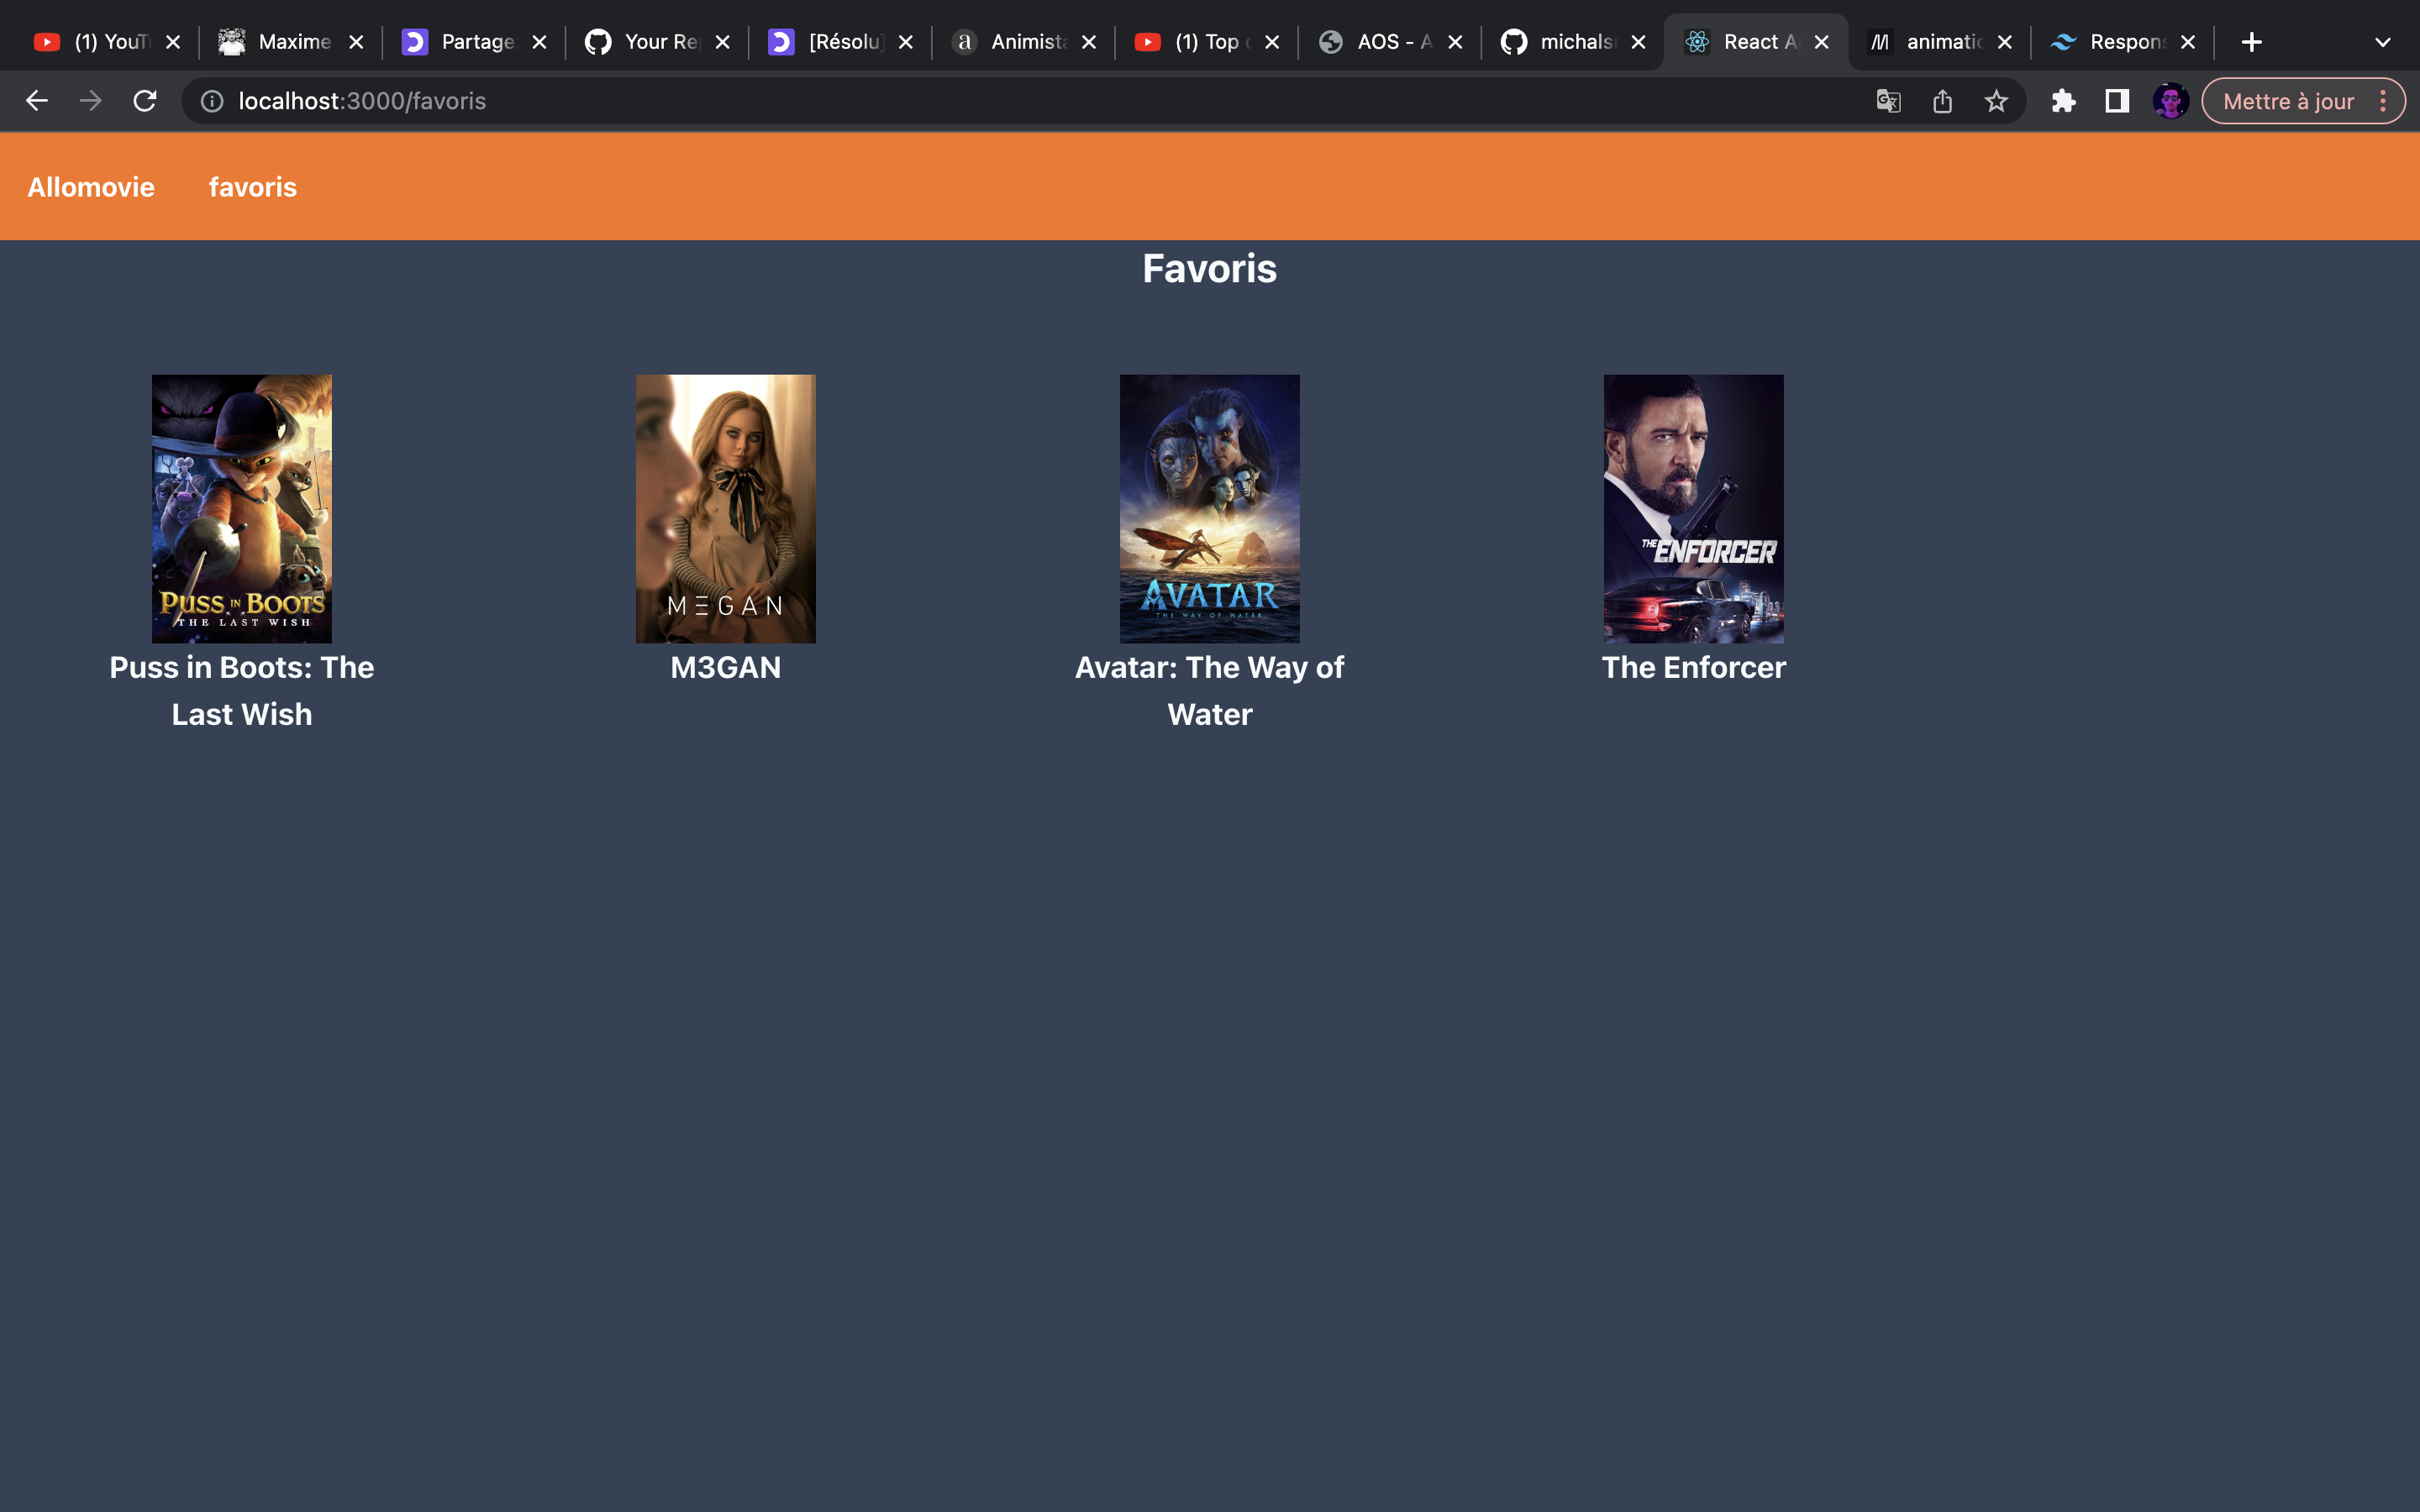 (1) YouT
Maxime
Partage
Your Re
[Résolu]
a Animista
(1) Top
AOS - A
michals
React A
animatic
Respons
localhost:3000/favoris
Mettre à jour
Allomovie favoris
Favoris
PUSS IN BOOTS
THE LAST WISH
Puss in Boots: The
Last Wish
MΞGAN
M3GAN
AVATAR
THE WAY OF WATER
Avatar: The Way of
Water
THE ENFORCER
The Enforcer